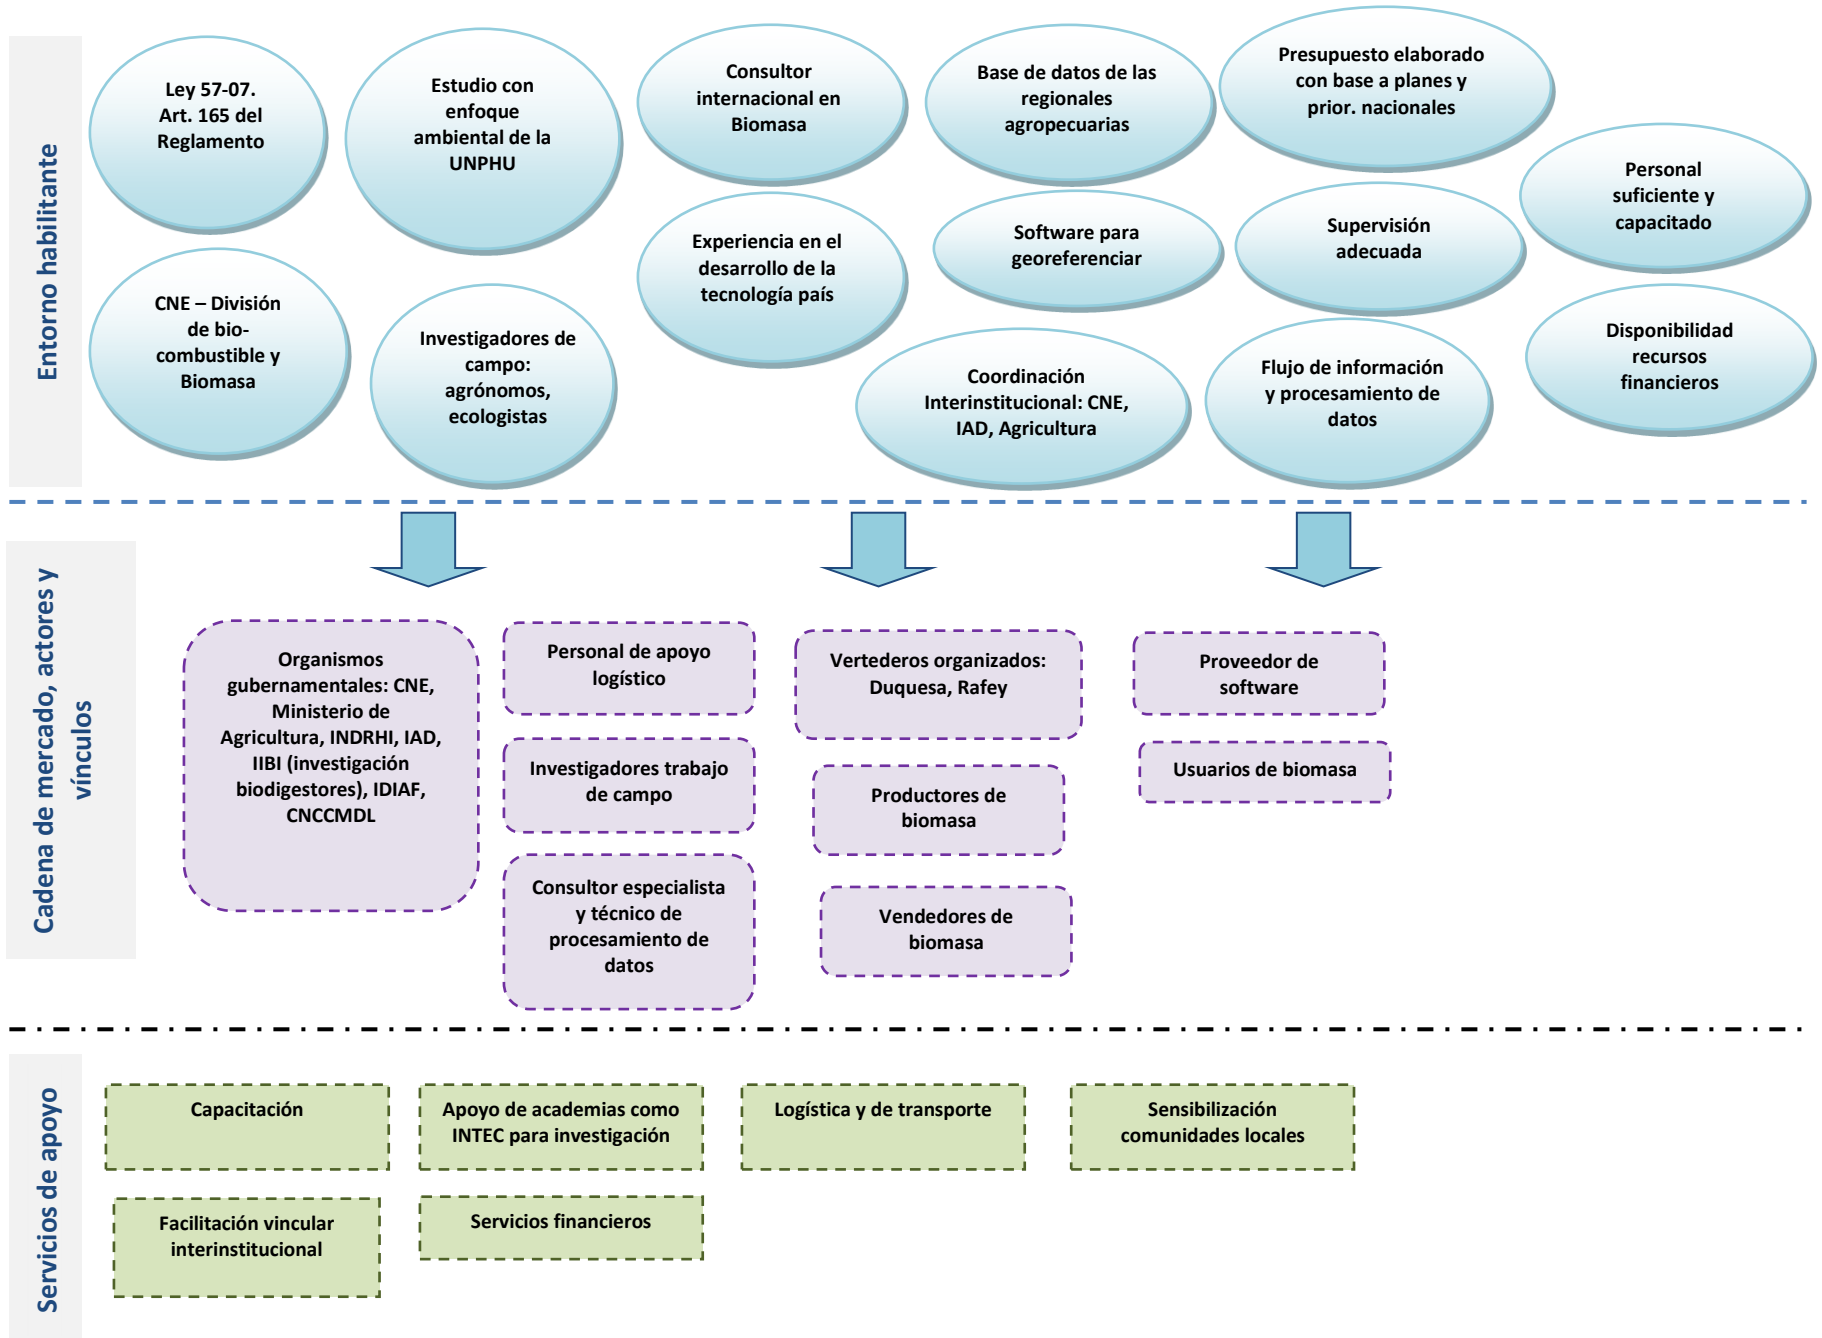 Entorno habilitante
Ley 57-07.
Art. 165 del
Reglamento
Estudio con
enfoque
ambiental de la
UNPHU
Consultor
internacional en
Biomasa
Base de datos de las
regionales
agropecuarias
Presupuesto elaborado
con base a planes y
prior. nacionales
Personal
suficiente y
capacitado
CNE – División
de bio-
combustible y
Biomasa
Investigadores de
campo:
agrónomos,
ecologistas
Experiencia en el
desarrollo de la
tecnología país
Software para
georeferenciar
Supervisión
adecuada
Coordinación
Interinstitucional: CNE,
IAD, Agricultura
Flujo de información
y procesamiento de
datos
Disponibilidad
recursos
financieros
Cadena de mercado, actores y
vínculos
Organismos
gubernamentales: CNE,
Ministerio de
Agricultura, INDRHI, IAD,
IIBI (investigación
biodigestores), IDIAF,
CNCCMDL
Personal de apoyo
logístico
Investigadores trabajo
de campo
Consultor especialista
y técnico de
procesamiento de
datos
Vertederos organizados:
Duquesa, Rafey
Productores de
biomasa
Vendedores de
biomasa
Proveedor de
software
Usuarios de biomasa
Servicios de apoyo
Capacitación
Apoyo de academias como
INTEC para investigación
Logística y de transporte
Sensibilización
comunidades locales
Facilitación vincular
interinstitucional
Servicios financieros